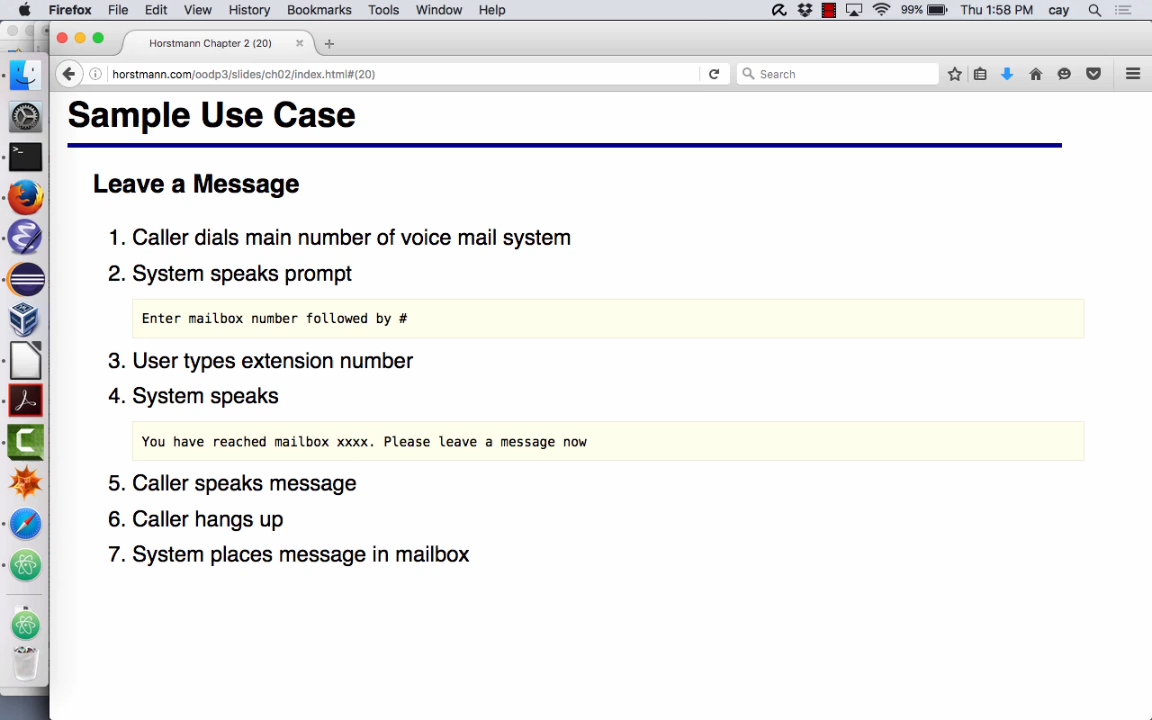 Firefox File Edit View History Bookmarks Tools Window Help 99% Thu 1:58 PM cay
Horstmann Chapter 2 (20)
horstmann.com/oodp3/slides/ch02/index.html#(20) Search
Sample Use Case
Leave a Message
1. Caller dials main number of voice mail system
2. System speaks prompt
Enter mailbox number followed by #
3. User types extension number
4. System speaks
You have reached mailbox xxxx. Please leave a message now
5. Caller speaks message
6. Caller hangs up
7. System places message in mailbox